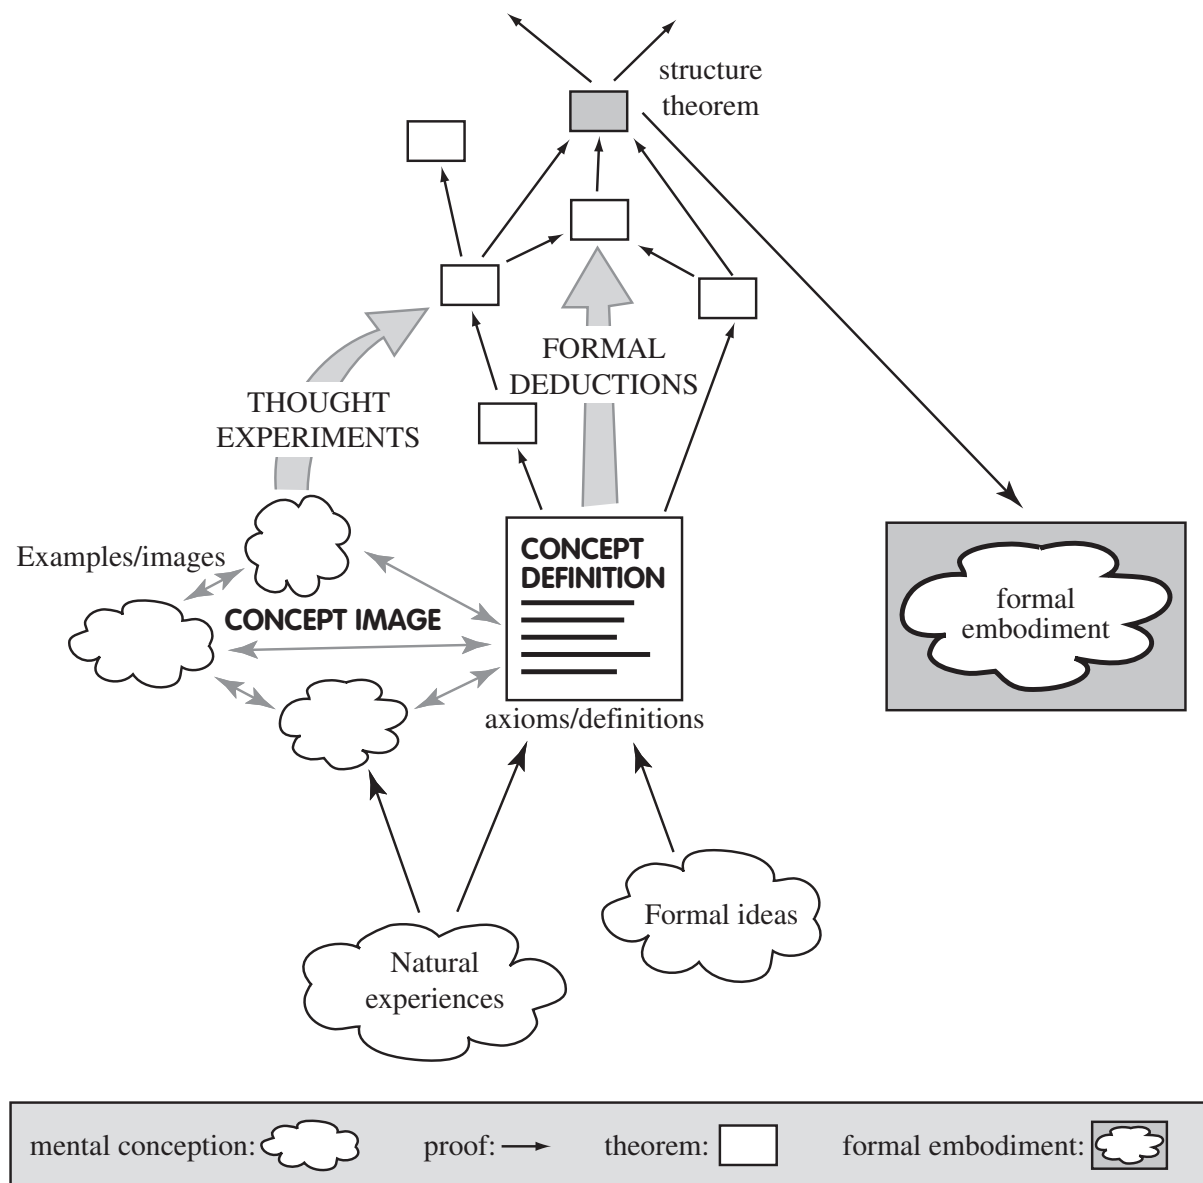 structure
theorem
FORMAL
DEDUCTIONS
THOUGHT
EXPERIMENTS
Examples/images
CONCEPT IMAGE
CONCEPT
DEFINITION
axioms/definitions
formal
embodiment
Formal ideas
Natural
experiences
mental conception: proof: theorem: formal embodiment: